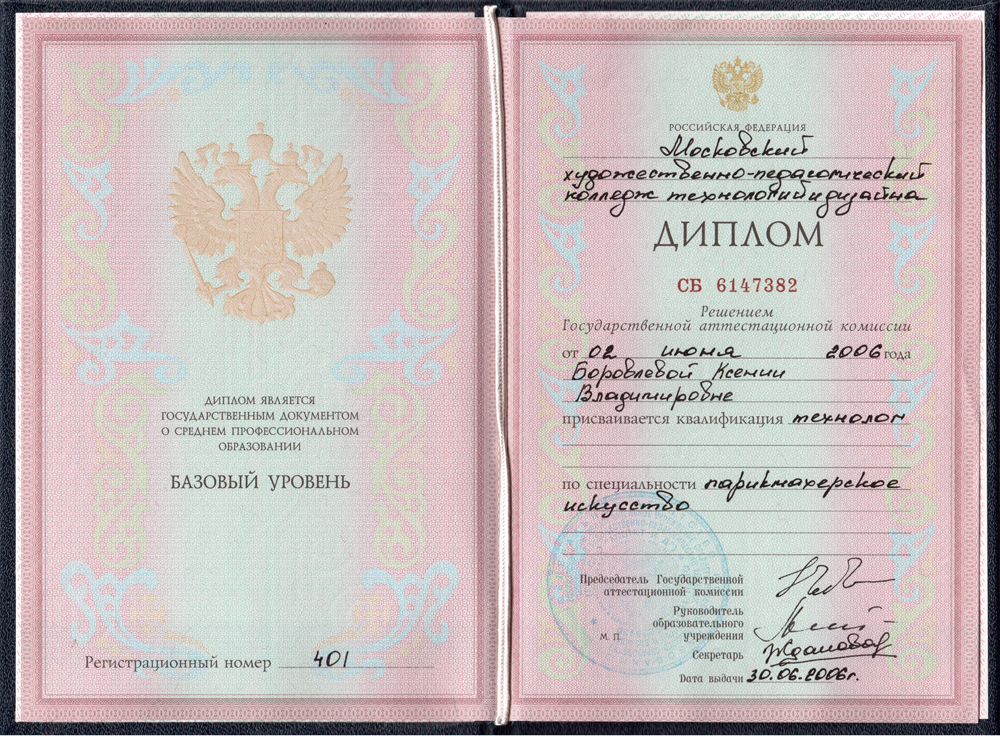 ДИПЛОМ ЯВЛЯЕТСЯ
ГОСУДАРСТВЕННЫМ ДОКУМЕНТОМ
О СРЕДНЕМ ПРОФЕССИОНАЛЬНОМ
ОБРАЗОВАНИИ
БАЗОВЫЙ УРОВЕНЬ
Регистрационный номер 401
РОССИЙСКАЯ ФЕДЕРАЦИЯ
Московский
художественно-педагогический
колледж технологий и дизайна
ДИПЛОМ
СБ 6147382
Решением
Государственной аттестационной комиссии
от 02 июня 2006 года
Боровлевой Ксении
Владимировне
присваивается квалификация технолог
по специальности парикмахерское
искусство
Председатель Государственной
аттестационной комиссии
Руководитель
образовательного
М. П. учреждения
Секретарь
Дата выдачи 30.06.2006г.